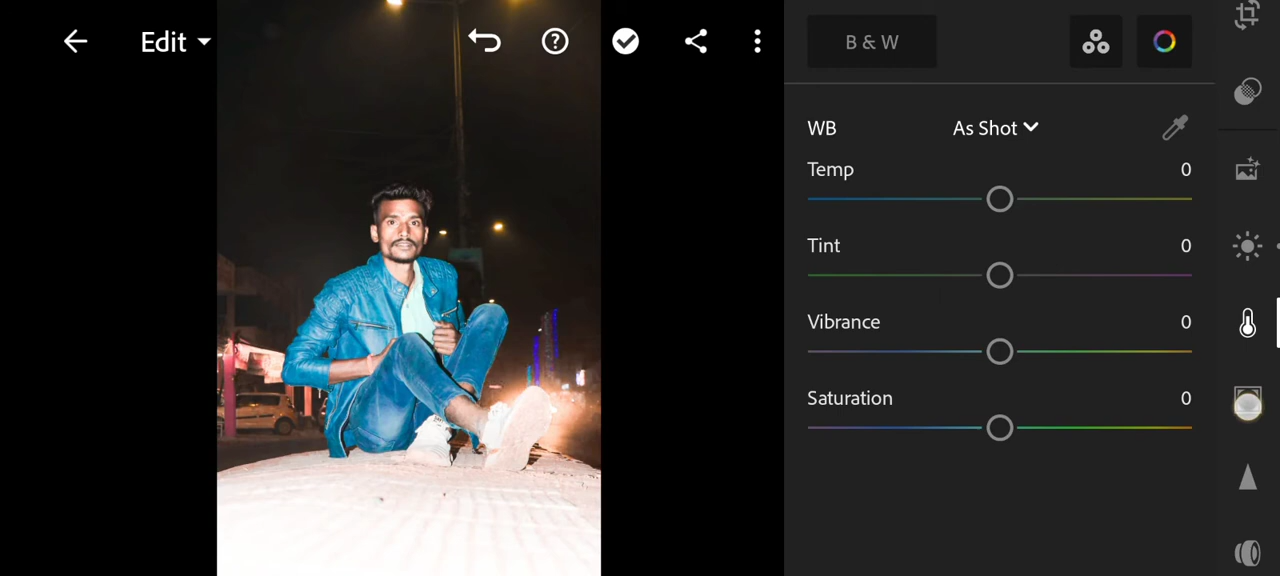 Edit
B & W
WB
As Shot
Temp
0
Tint
0
Vibrance
0
Saturation
0